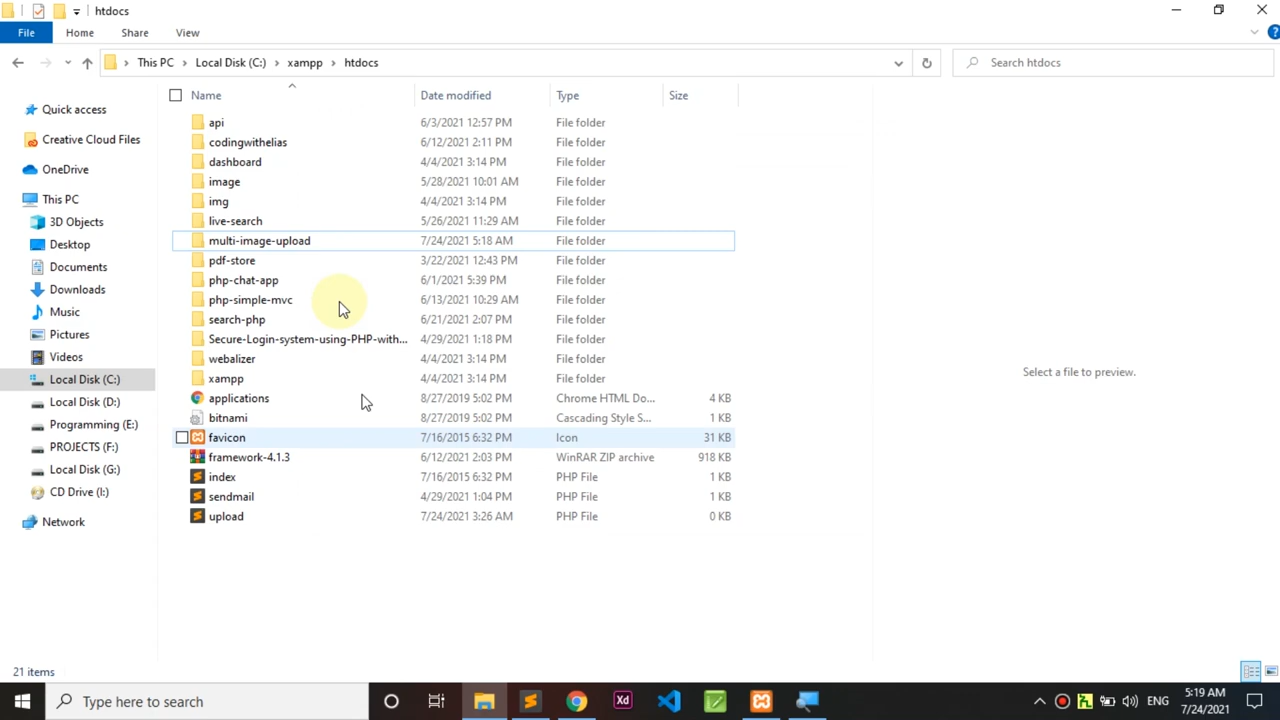 htdocs
File Home Share View
This PC Local Disk (C:) xampp htdocs Search htdocs
Name Date modified Type Size
Quick access
Creative Cloud Files
OneDrive
This PC
3D Objects
Desktop
Documents
Downloads
Music
Pictures
Videos
Local Disk (C:)
Local Disk (D:)
Programming (E:)
PROJECTS (F:)
Local Disk (G:)
CD Drive (I:)
Network
api 6/3/2021 12:57 PM File folder
codingwithelias 6/12/2021 2:11 PM File folder
dashboard 4/4/2021 3:14 PM File folder
image 5/28/2021 10:01 AM File folder
img 4/4/2021 3:14 PM File folder
live-search 5/26/2021 11:29 AM File folder
multi-image-upload 7/24/2021 5:18 AM File folder
pdf-store 3/22/2021 12:43 PM File folder
php-chat-app 6/1/2021 5:39 PM File folder
php-simple-mvc 6/13/2021 10:29 AM File folder
search-php 6/21/2021 2:07 PM File folder
Secure-Login-system-using-PHP-with... 4/29/2021 1:18 PM File folder
webalizer 4/4/2021 3:14 PM File folder
xampp 4/4/2021 3:14 PM File folder
applications 8/27/2019 5:02 PM Chrome HTML Do... 4 KB
bitnami 8/27/2019 5:02 PM Cascading Style S... 1 KB
favicon 7/16/2015 6:32 PM Icon 31 KB
framework-4.1.3 6/12/2021 2:03 PM WinRAR ZIP archive 918 KB
index 7/16/2015 6:32 PM PHP File 1 KB
sendmail 4/29/2021 1:04 PM PHP File 1 KB
upload 7/24/2021 3:26 AM PHP File 0 KB
Select a file to preview.
21 items
Type here to search
Xd
ENG
5:19 AM
7/24/2021